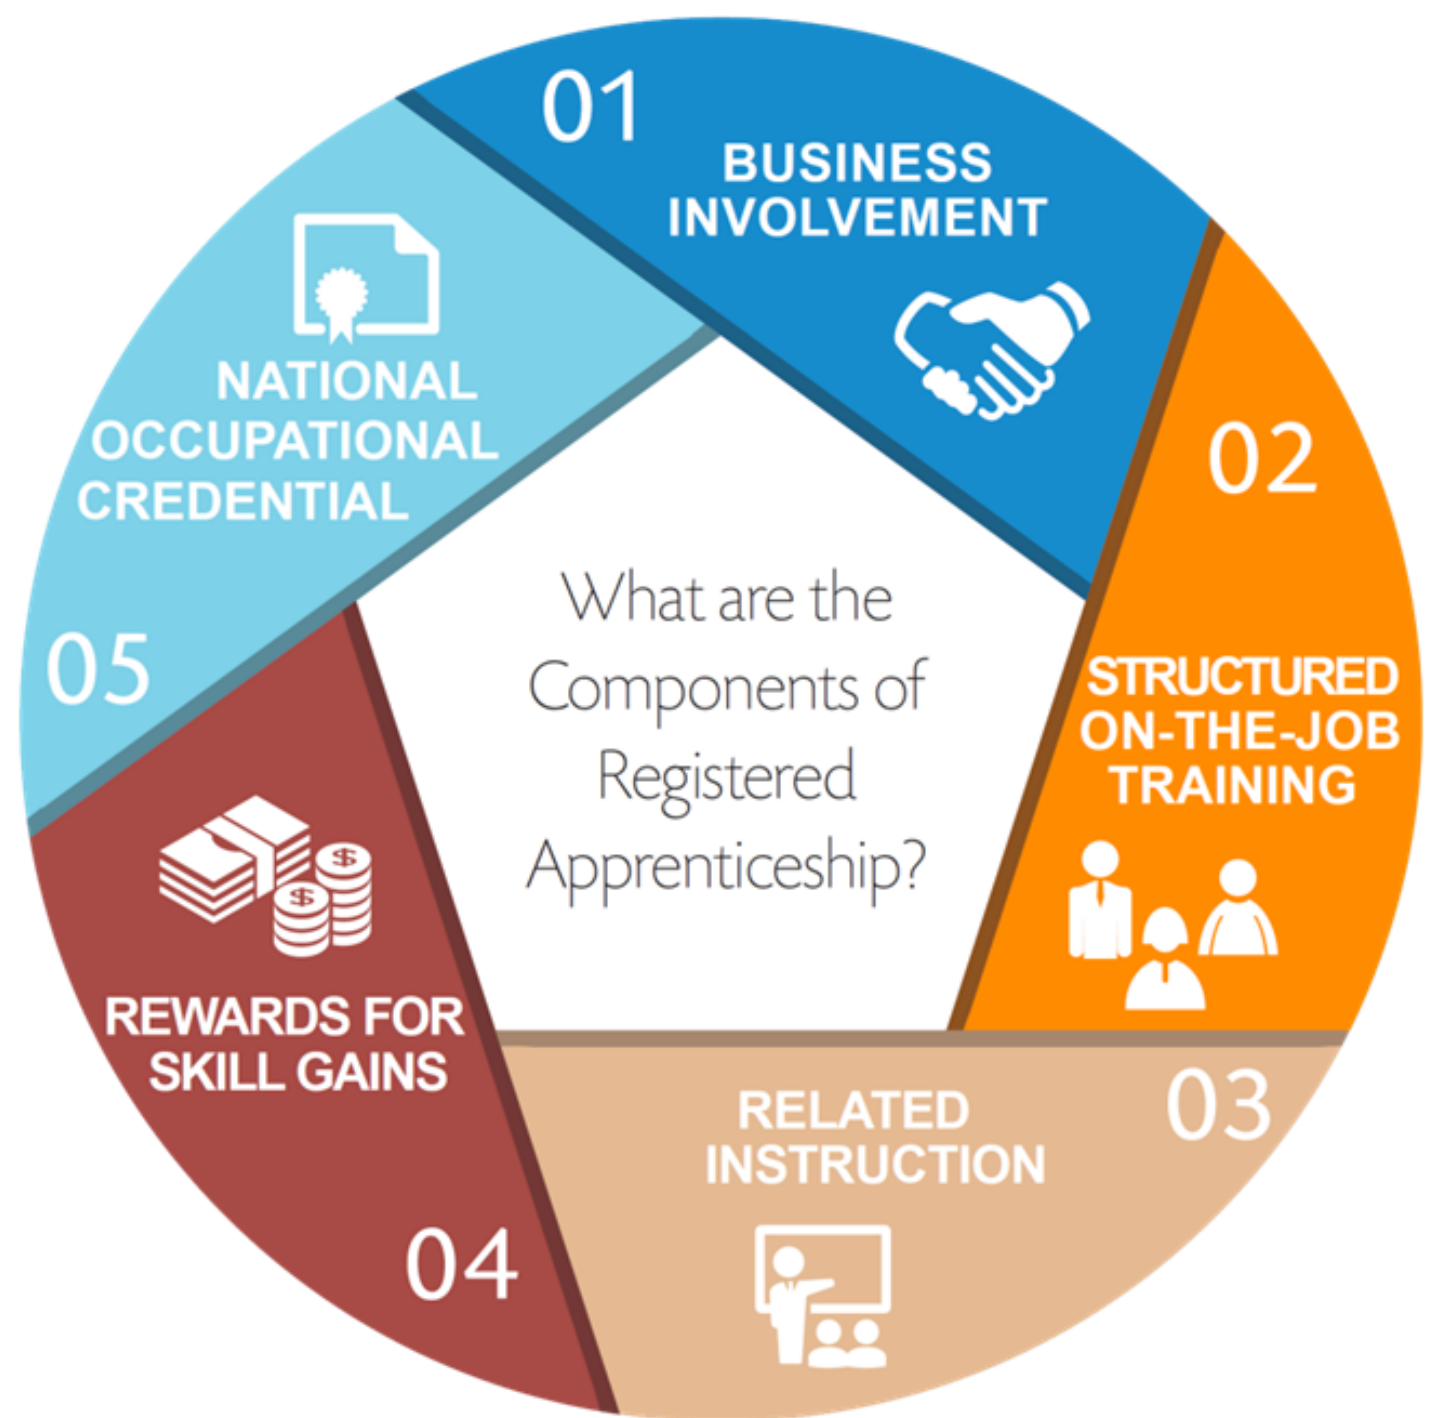 01
BUSINESS
INVOLVEMENT
02
STRUCTURED
ON-THE-JOB
TRAINING
03
RELATED
INSTRUCTION
04
REWARDS FOR
SKILL GAINS
$
$
05
NATIONAL
OCCUPATIONAL
CREDENTIAL
What are the
Components of
Registered
Apprenticeship?